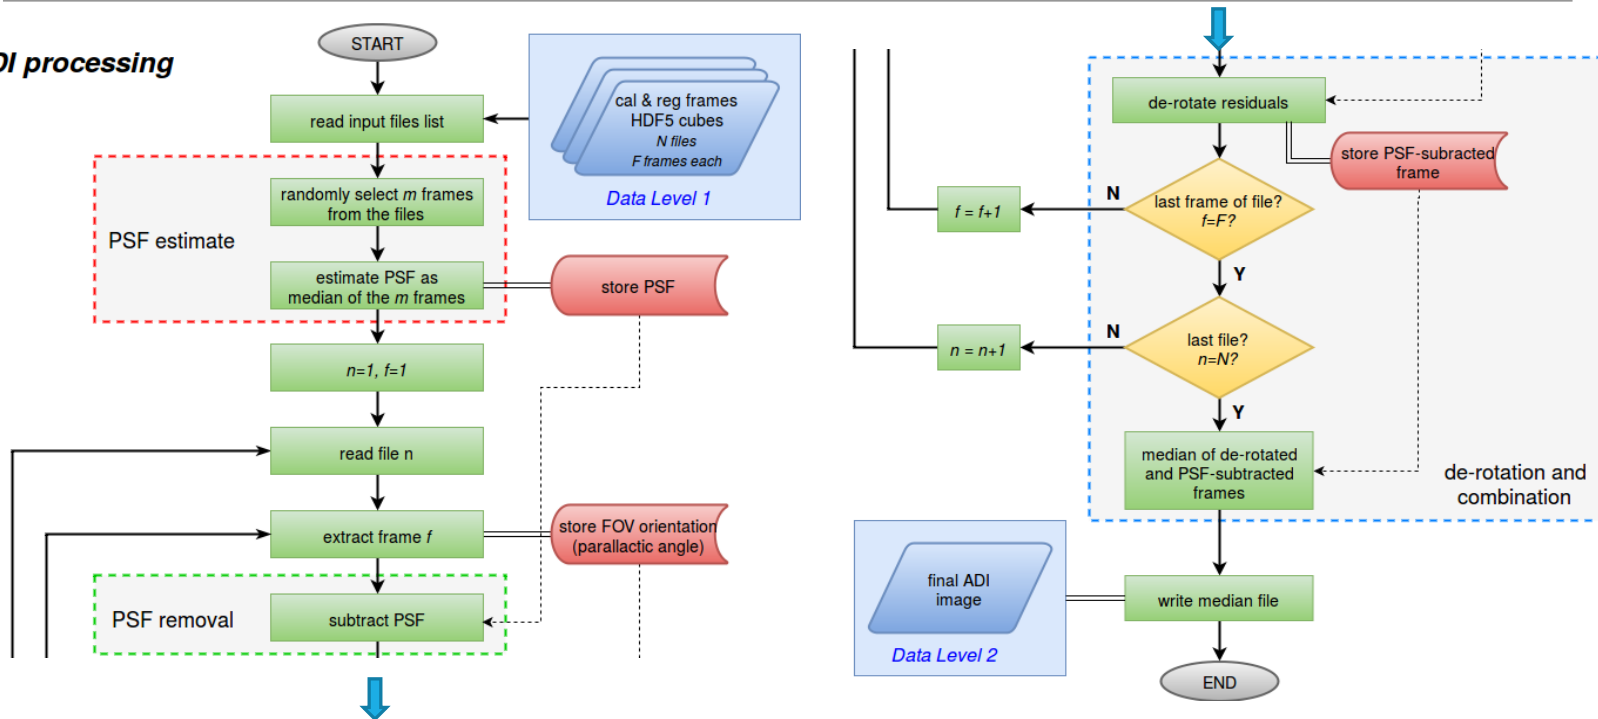 DI processing
START
read input files list
cal & reg frames
HDF5 cubes
N files
F frames each
Data Level 1
randomly select m frames
from the files
PSF estimate
estimate PSF as
median of the m frames
store PSF
n=1, f=1
read file n
extract frame f
store FOV orientation
(parallactic angle)
PSF removal
subtract PSF
de-rotate residuals
store PSF-subracted
frame
last frame of file?
f=F?
N
f = f+1
Y
last file?
n=N?
N
n = n+1
Y
median of de-rotated
and PSF-subtracted
frames
de-rotation and
combination
final ADI
image
Data Level 2
write median file
END